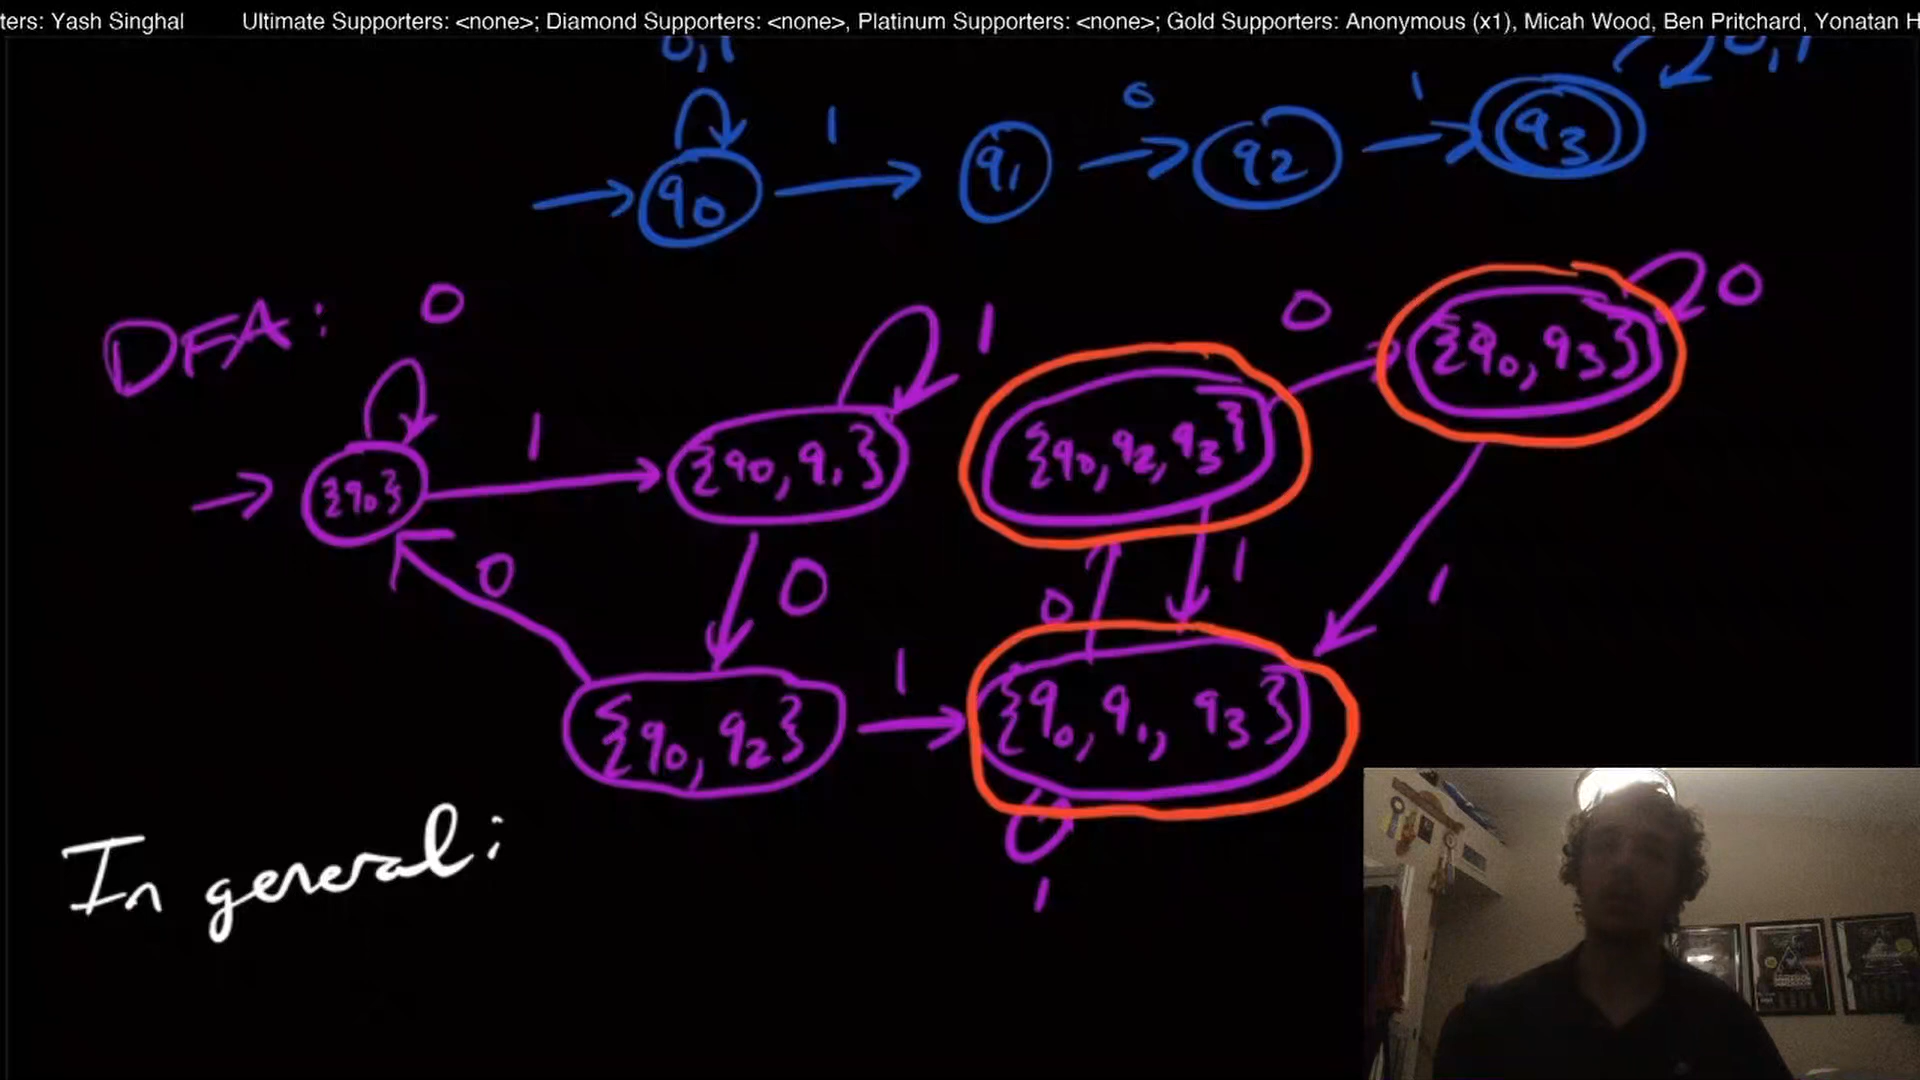 ters: Yash Singhal Ultimate Supporters: <none>; Diamond Supporters: <none>, Platinum Supporters: <none>; Gold Supporters: Anonymous (x1), Micah Wood, Ben Pritchard, Yonatan H
0,1 0,1
1 0 1
q0 q1 q2 q3
DFA: 0 1 0 0
{q0, q3}
1
{q0} {q0, q1} {q0, q2, q3}
0 0 0 1 1
1
{q0, q2} {q0, q1, q3}
In general:
1